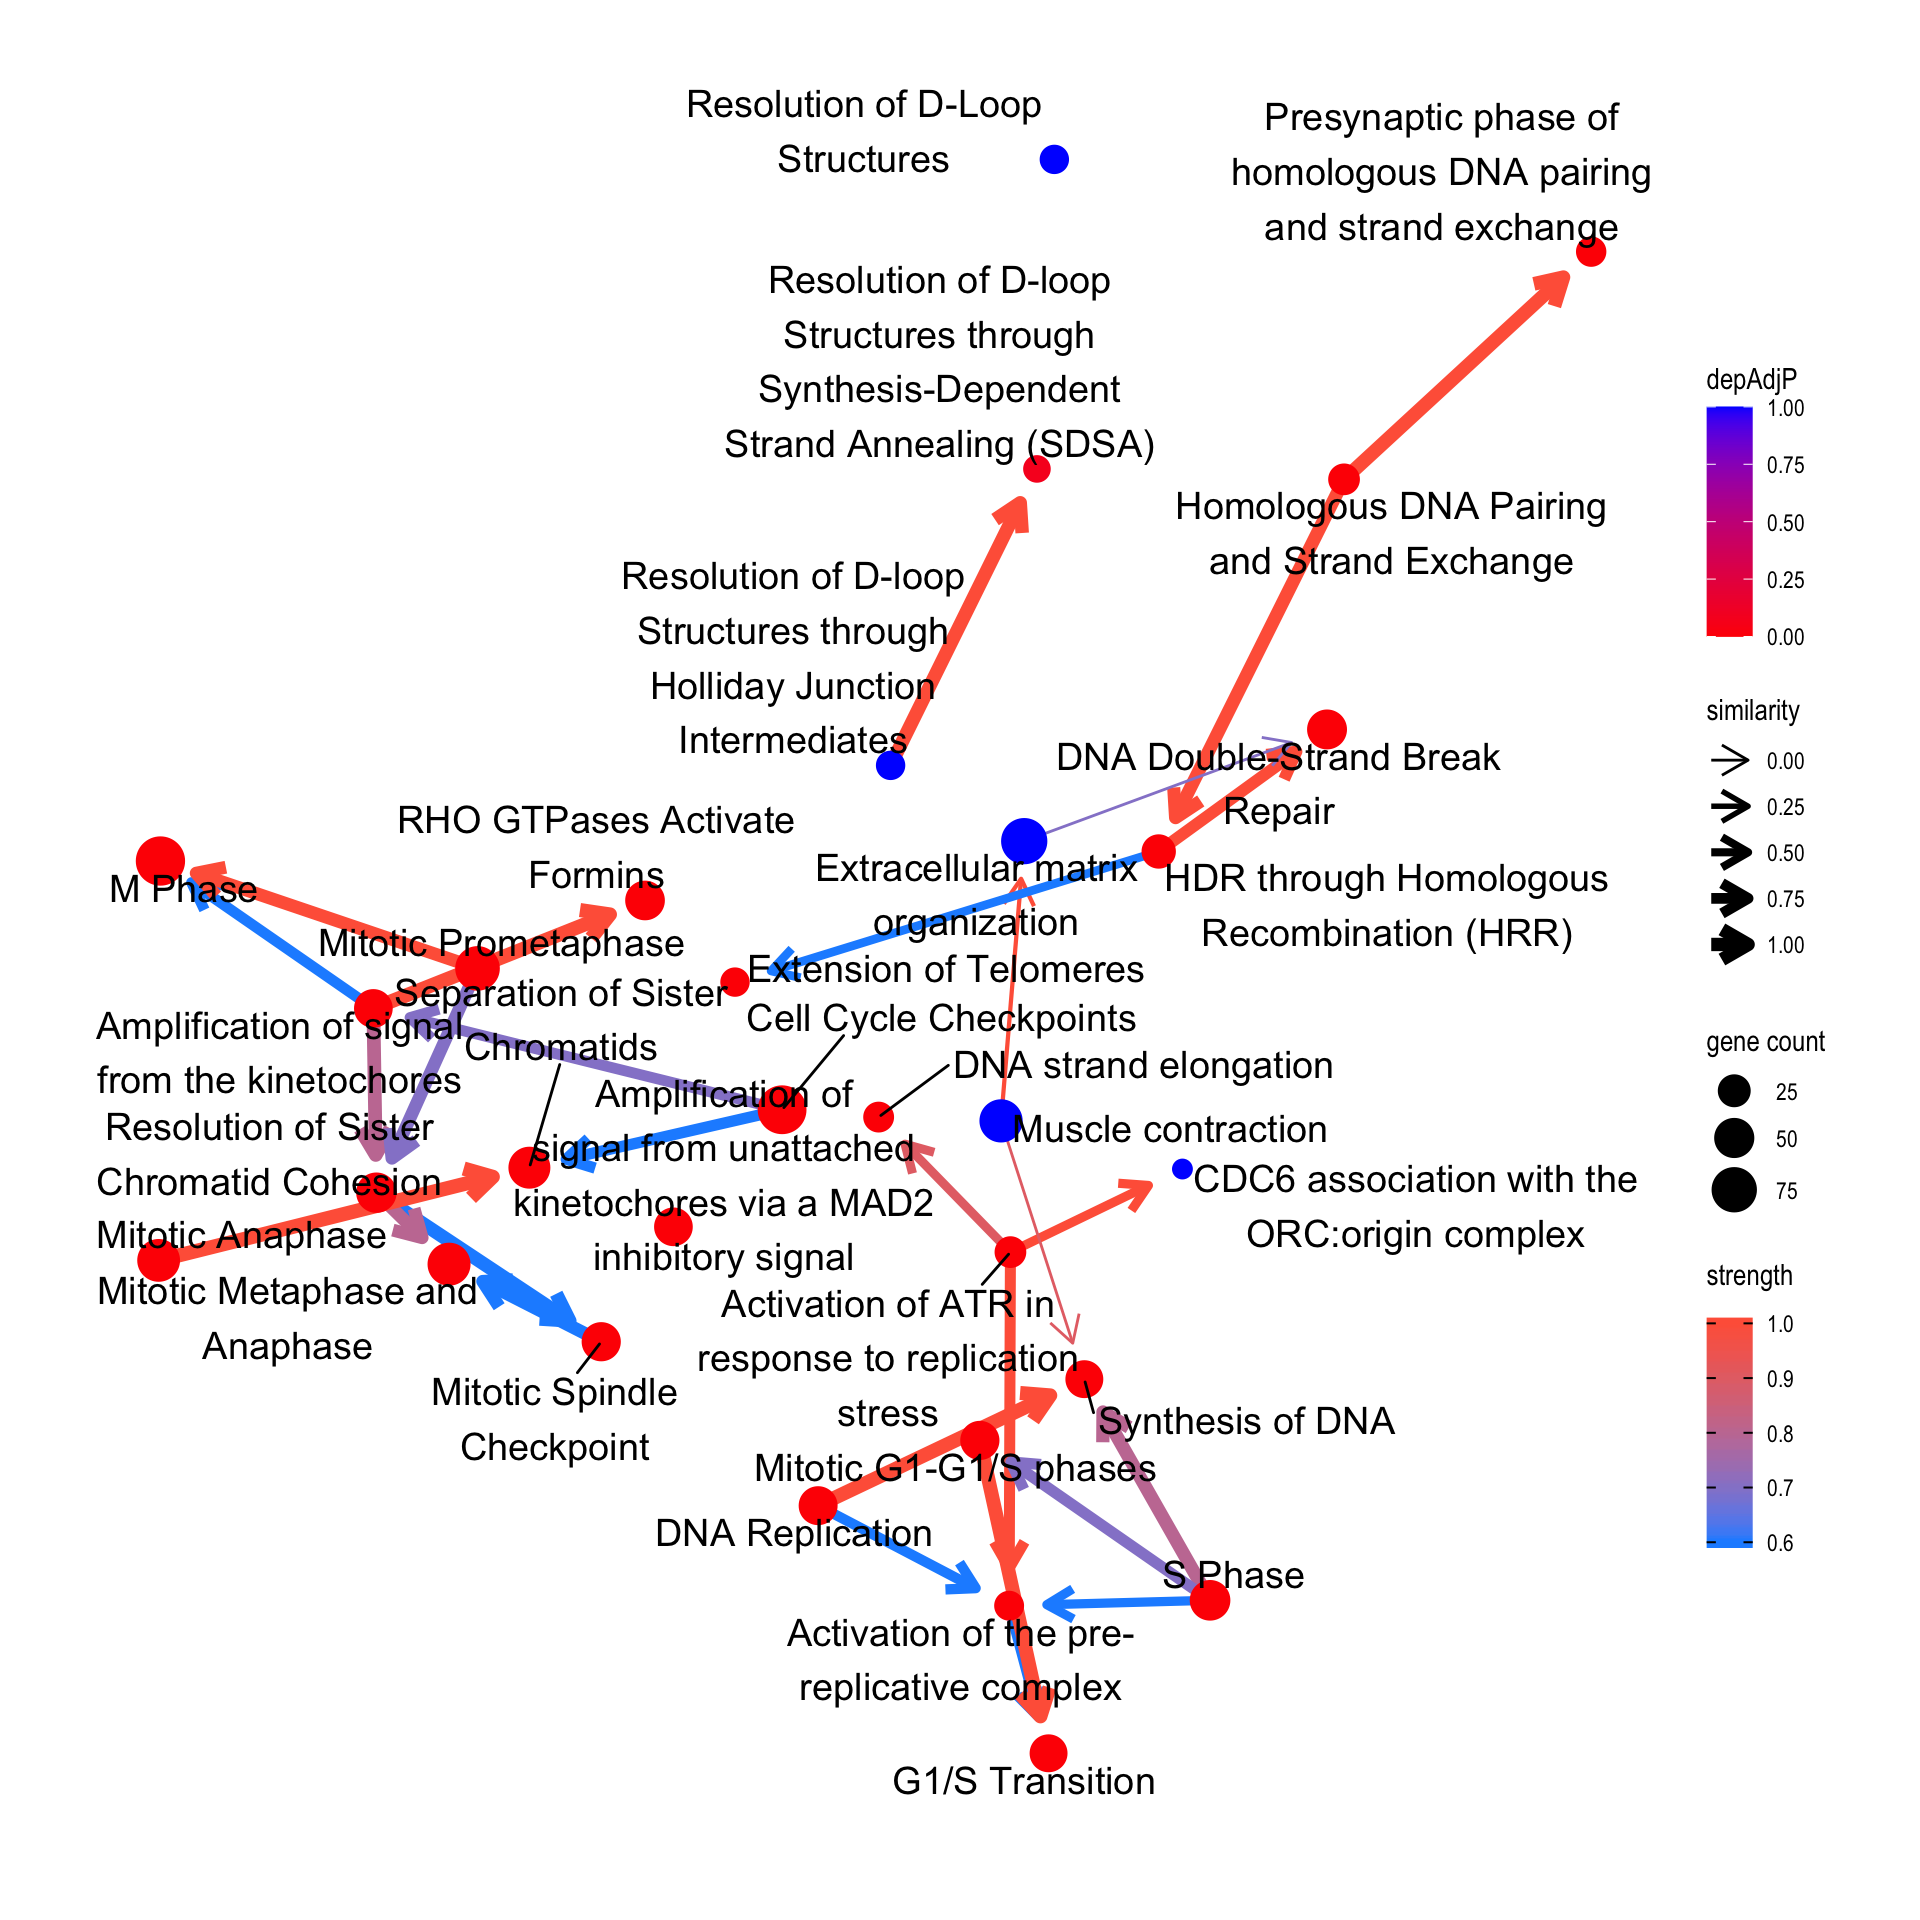 Resolution of D-Loop
Structures
Presynaptic phase of
homologous DNA pairing
and strand exchange
Resolution of D-loop
Structures through
Synthesis-Dependent
Strand Annealing (SDSA)
Homologous DNA Pairing
and Strand Exchange
Resolution of D-loop
Structures through
Holliday Junction
Intermediates
DNA Double-Strand Break
Repair
RHO GTPases Activate
Formins
M Phase
Extracellular matrix
organization
HDR through Homologous
Recombination (HRR)
Mitotic Prometaphase
Extension of Telomeres
Separation of Sister
Chromatids
Cell Cycle Checkpoints
Amplification of signal
from the kinetochores
DNA strand elongation
Amplification of
signal from unattached
kinetochores via a MAD2
inhibitory signal
Resolution of Sister
Chromatid Cohesion
Muscle contraction
CDC6 association with the
ORC:origin complex
Mitotic Anaphase
Mitotic Metaphase and
Anaphase
Activation of ATR in
response to replication
stress
Mitotic Spindle
Checkpoint
Synthesis of DNA
Mitotic G1-G1/S phases
DNA Replication
S Phase
Activation of the pre-
replicative complex
G1/S Transition
depAdjP
1.00
0.75
0.50
0.25
0.00
similarity
0.00
0.25
0.50
0.75
1.00
gene count
25
50
75
strength
1.0
0.9
0.8
0.7
0.6